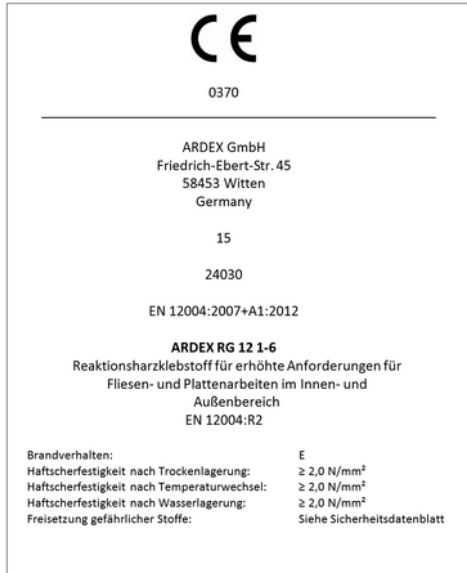 CE
0370
ARDEX GmbH
Friedrich-Ebert-Str. 45
58453 Witten
Germany
15
24030
EN 12004:2007+A1:2012
ARDEX RG 12 1-6
Reaktionsharzklebstoff für erhöhte Anforderungen für
Fliesen- und Plattenarbeiten im Innen- und
Außenbereich
EN 12004:R2
Brandverhalten: E
Haftscherfestigkeit nach Trockenlagerung: ≥ 2,0 N/mm²
Haftscherfestigkeit nach Temperaturwechsel: ≥ 2,0 N/mm²
Haftscherfestigkeit nach Wasserlagerung: ≥ 2,0 N/mm²
Freisetzung gefährlicher Stoffe: Siehe Sicherheitsdatenblatt